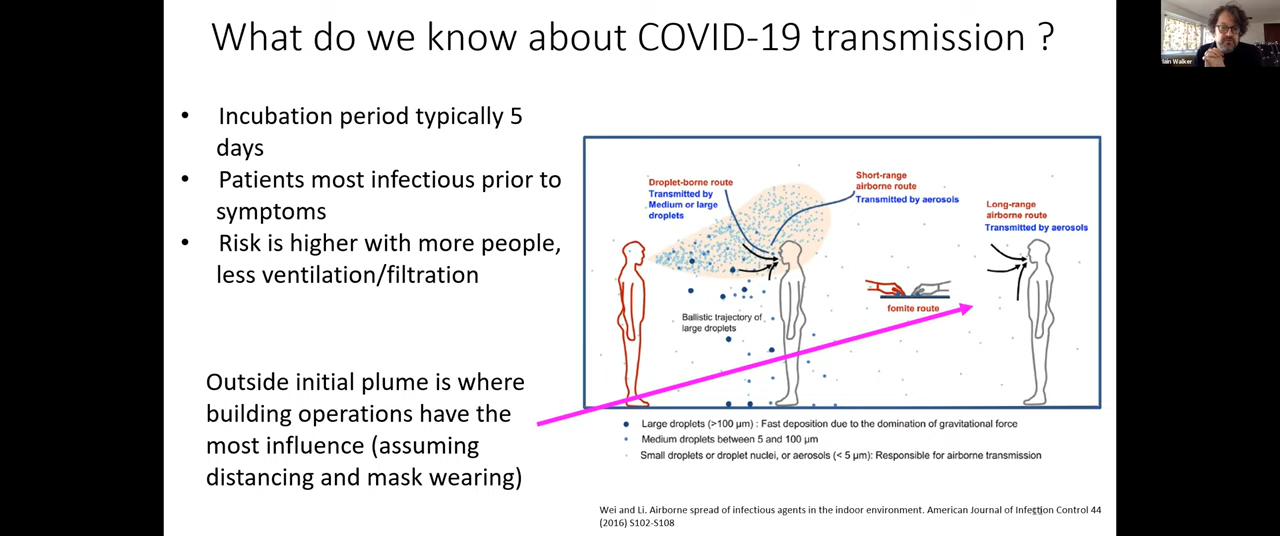 What do we know about COVID-19 transmission ?
Iain Walker
• Incubation period typically 5
days
• Patients most infectious prior to
symptoms
• Risk is higher with more people,
less ventilation/filtration
Outside initial plume is where
building operations have the
most influence (assuming
distancing and mask wearing)
Droplet-borne route
Transmitted by
Medium or large
droplets
Short-range
airborne route
Transmitted by aerosols
Long-range
airborne route
Transmitted by aerosols
fomite route
Ballistic trajectory of
large droplets
Large droplets (>100 µm) : Fast deposition due to the domination of gravitational force
Medium droplets between 5 and 100 µm
Small droplets or droplet nuclei, or aerosols (< 5 µm): Responsible for airborne transmission
Wei and Li. Airborne spread of infectious agents in the indoor environment. American Journal of Infection Control 44
(2016) S102-S108